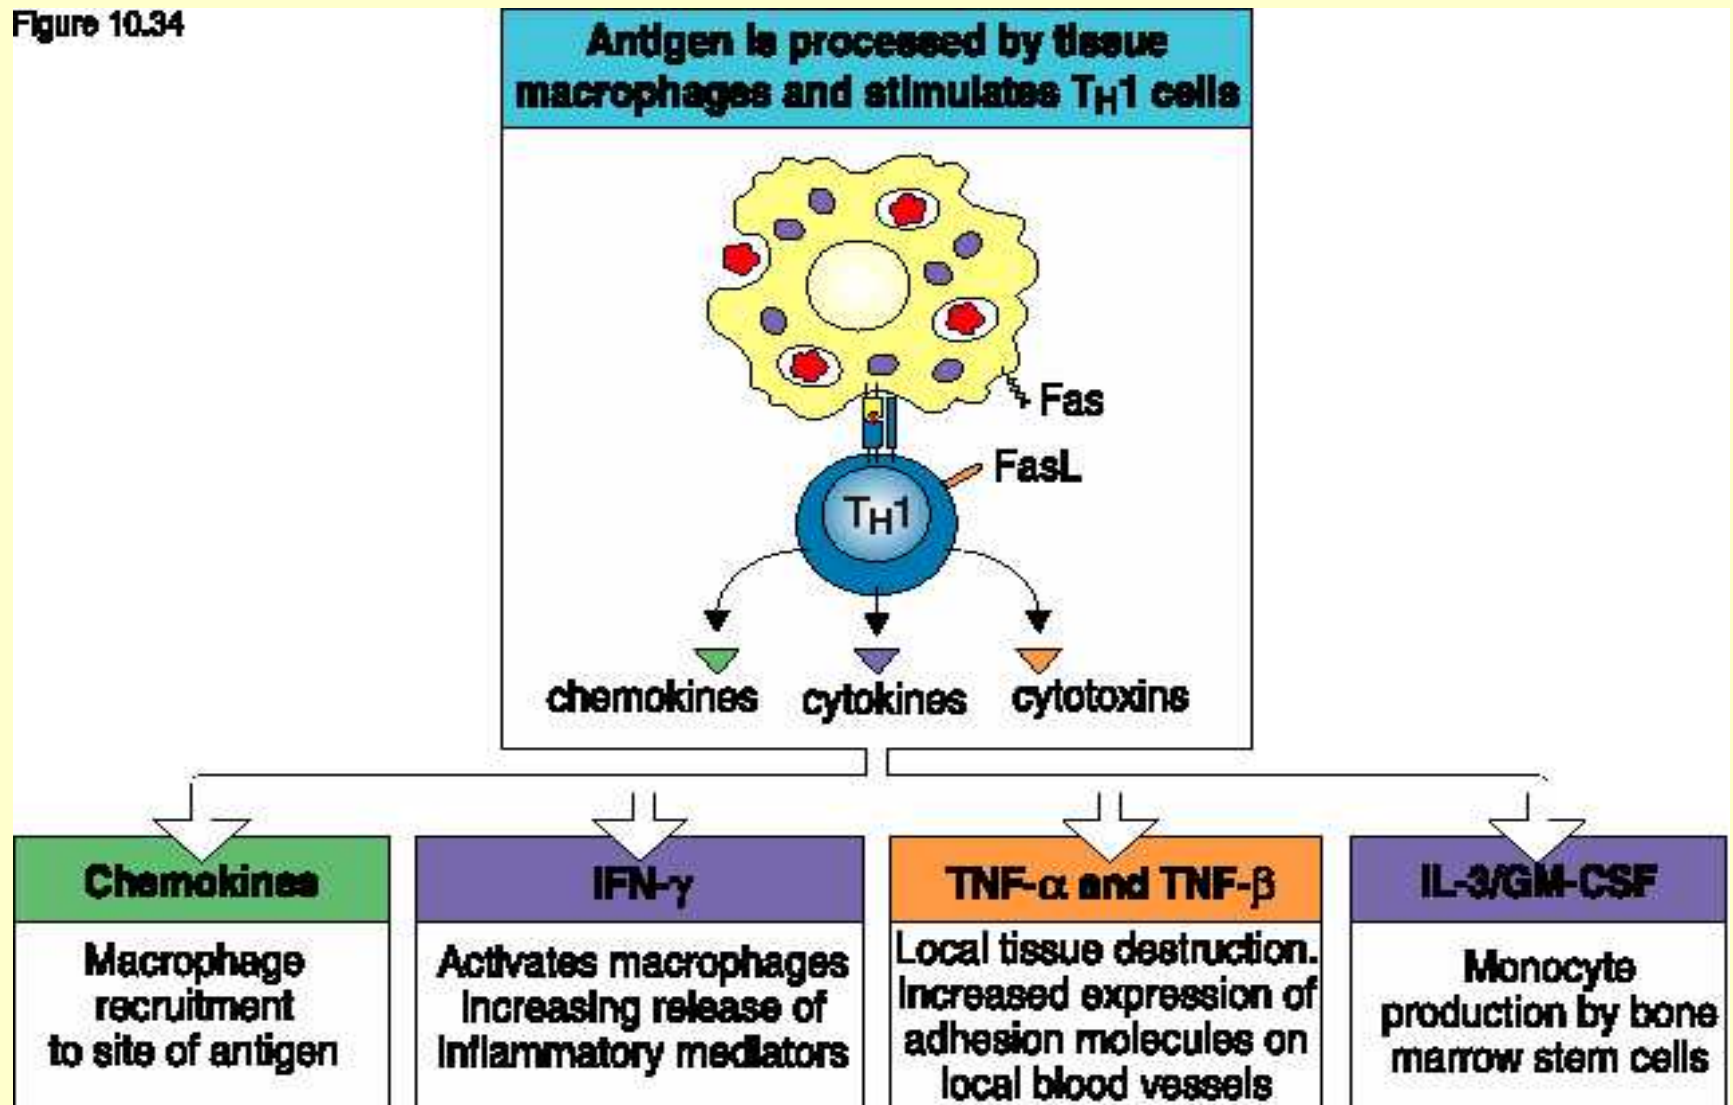 Figure 10.34
Antigen is processed by tissue
macrophages and stimulates TH1 cells
Fas
FasL
TH1
chemokines
cytokines
cytotoxins
Chemokines
Macrophage
recruitment
to site of antigen
IFN-γ
Activates macrophages
increasing release of
inflammatory mediators
TNF-α and TNF-β
Local tissue destruction.
Increased expression of
adhesion molecules on
local blood vessels
IL-3/GM-CSF
Monocyte
production by bone
marrow stem cells